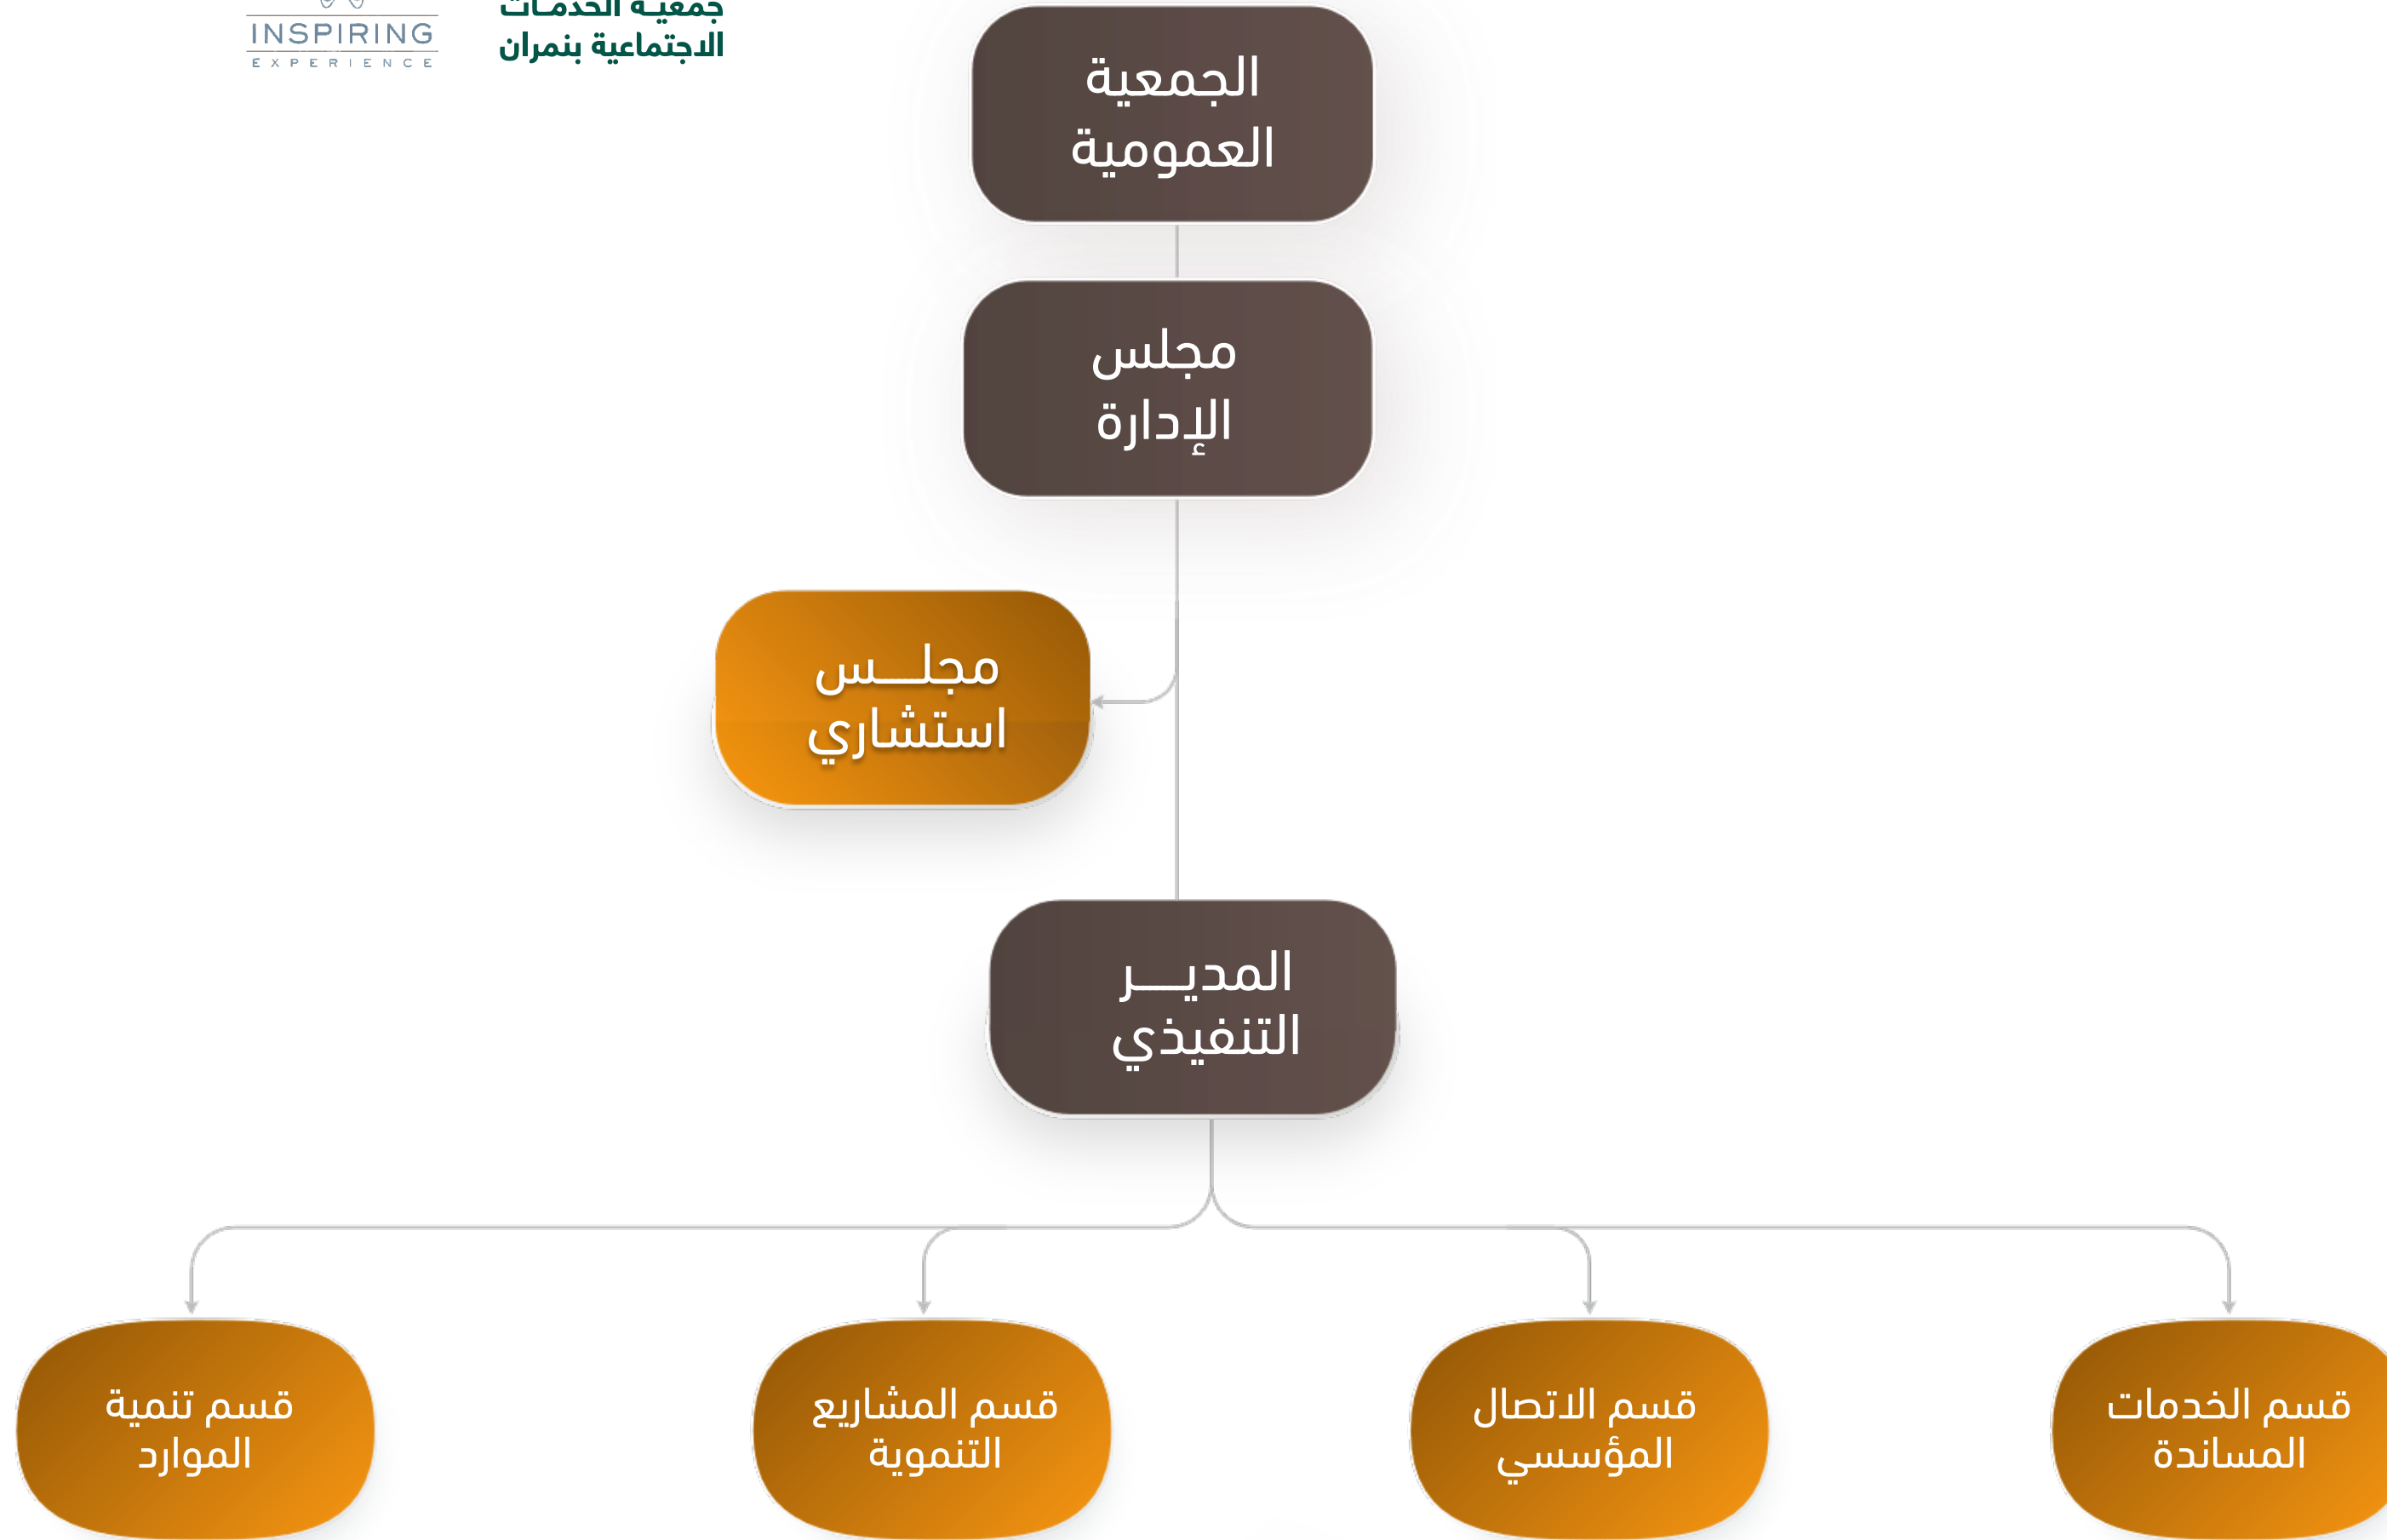 INSPIRING
EXPERIENCE
جمعية الخدمات
الاجتماعية بنمران
الجمعية
العمومية
مجلس
الإدارة
مجلـــس
استشاري
المديـــر
التنفيذي
قسم الخدمات
المساندة
قسم الاتصال
المؤسسي
قسم المشاريع
التنموية
قسم تنمية
الموارد